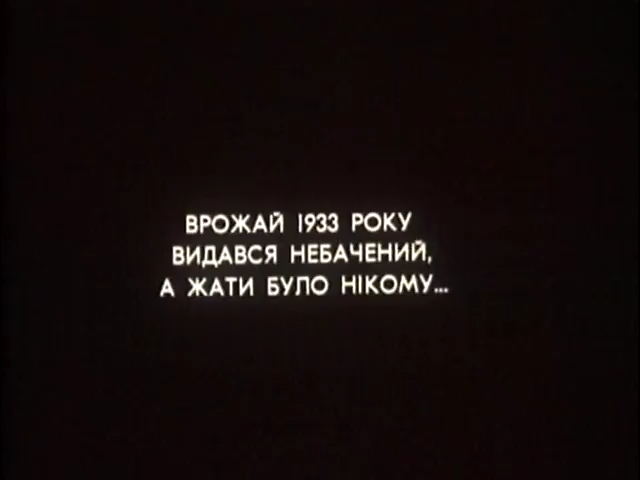 ВРОЖАЙ 1933 РОКУ
ВИДАВСЯ НЕБАЧЕНИЙ,
А ЖАТИ БУЛО НІКОМУ...